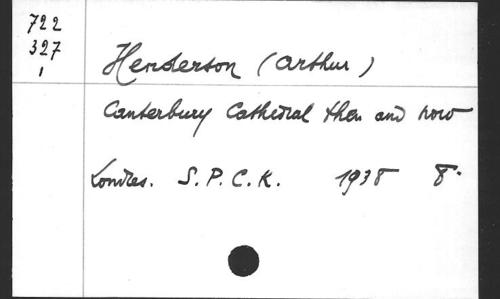 722
327
1
Henderson (Arthur)
Canterbury Cathedral then and now
Londres. S.P.C.K. 1938 8°